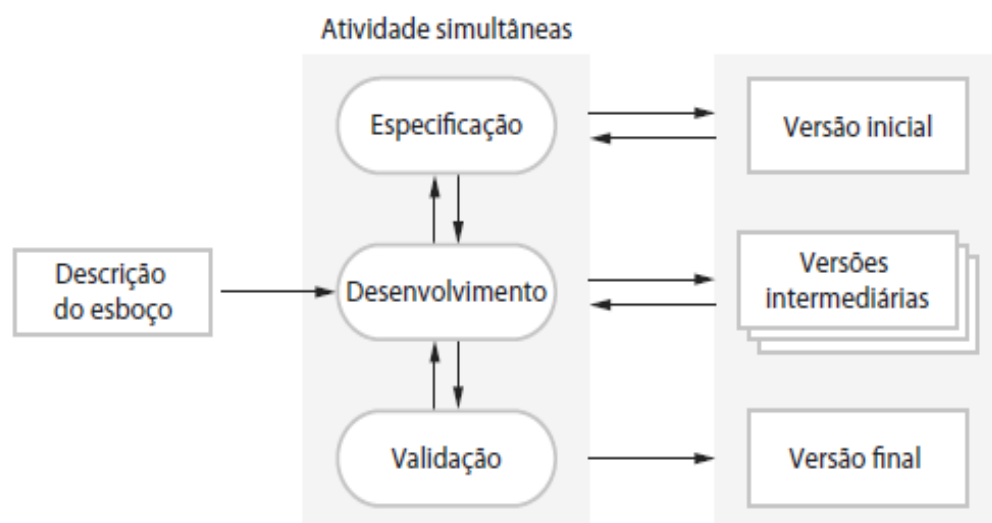 Atividade simultâneas
Especificação
Versão inicial
Descrição
do esboço
Desenvolvimento
Versões
intermediárias
Validação
Versão final